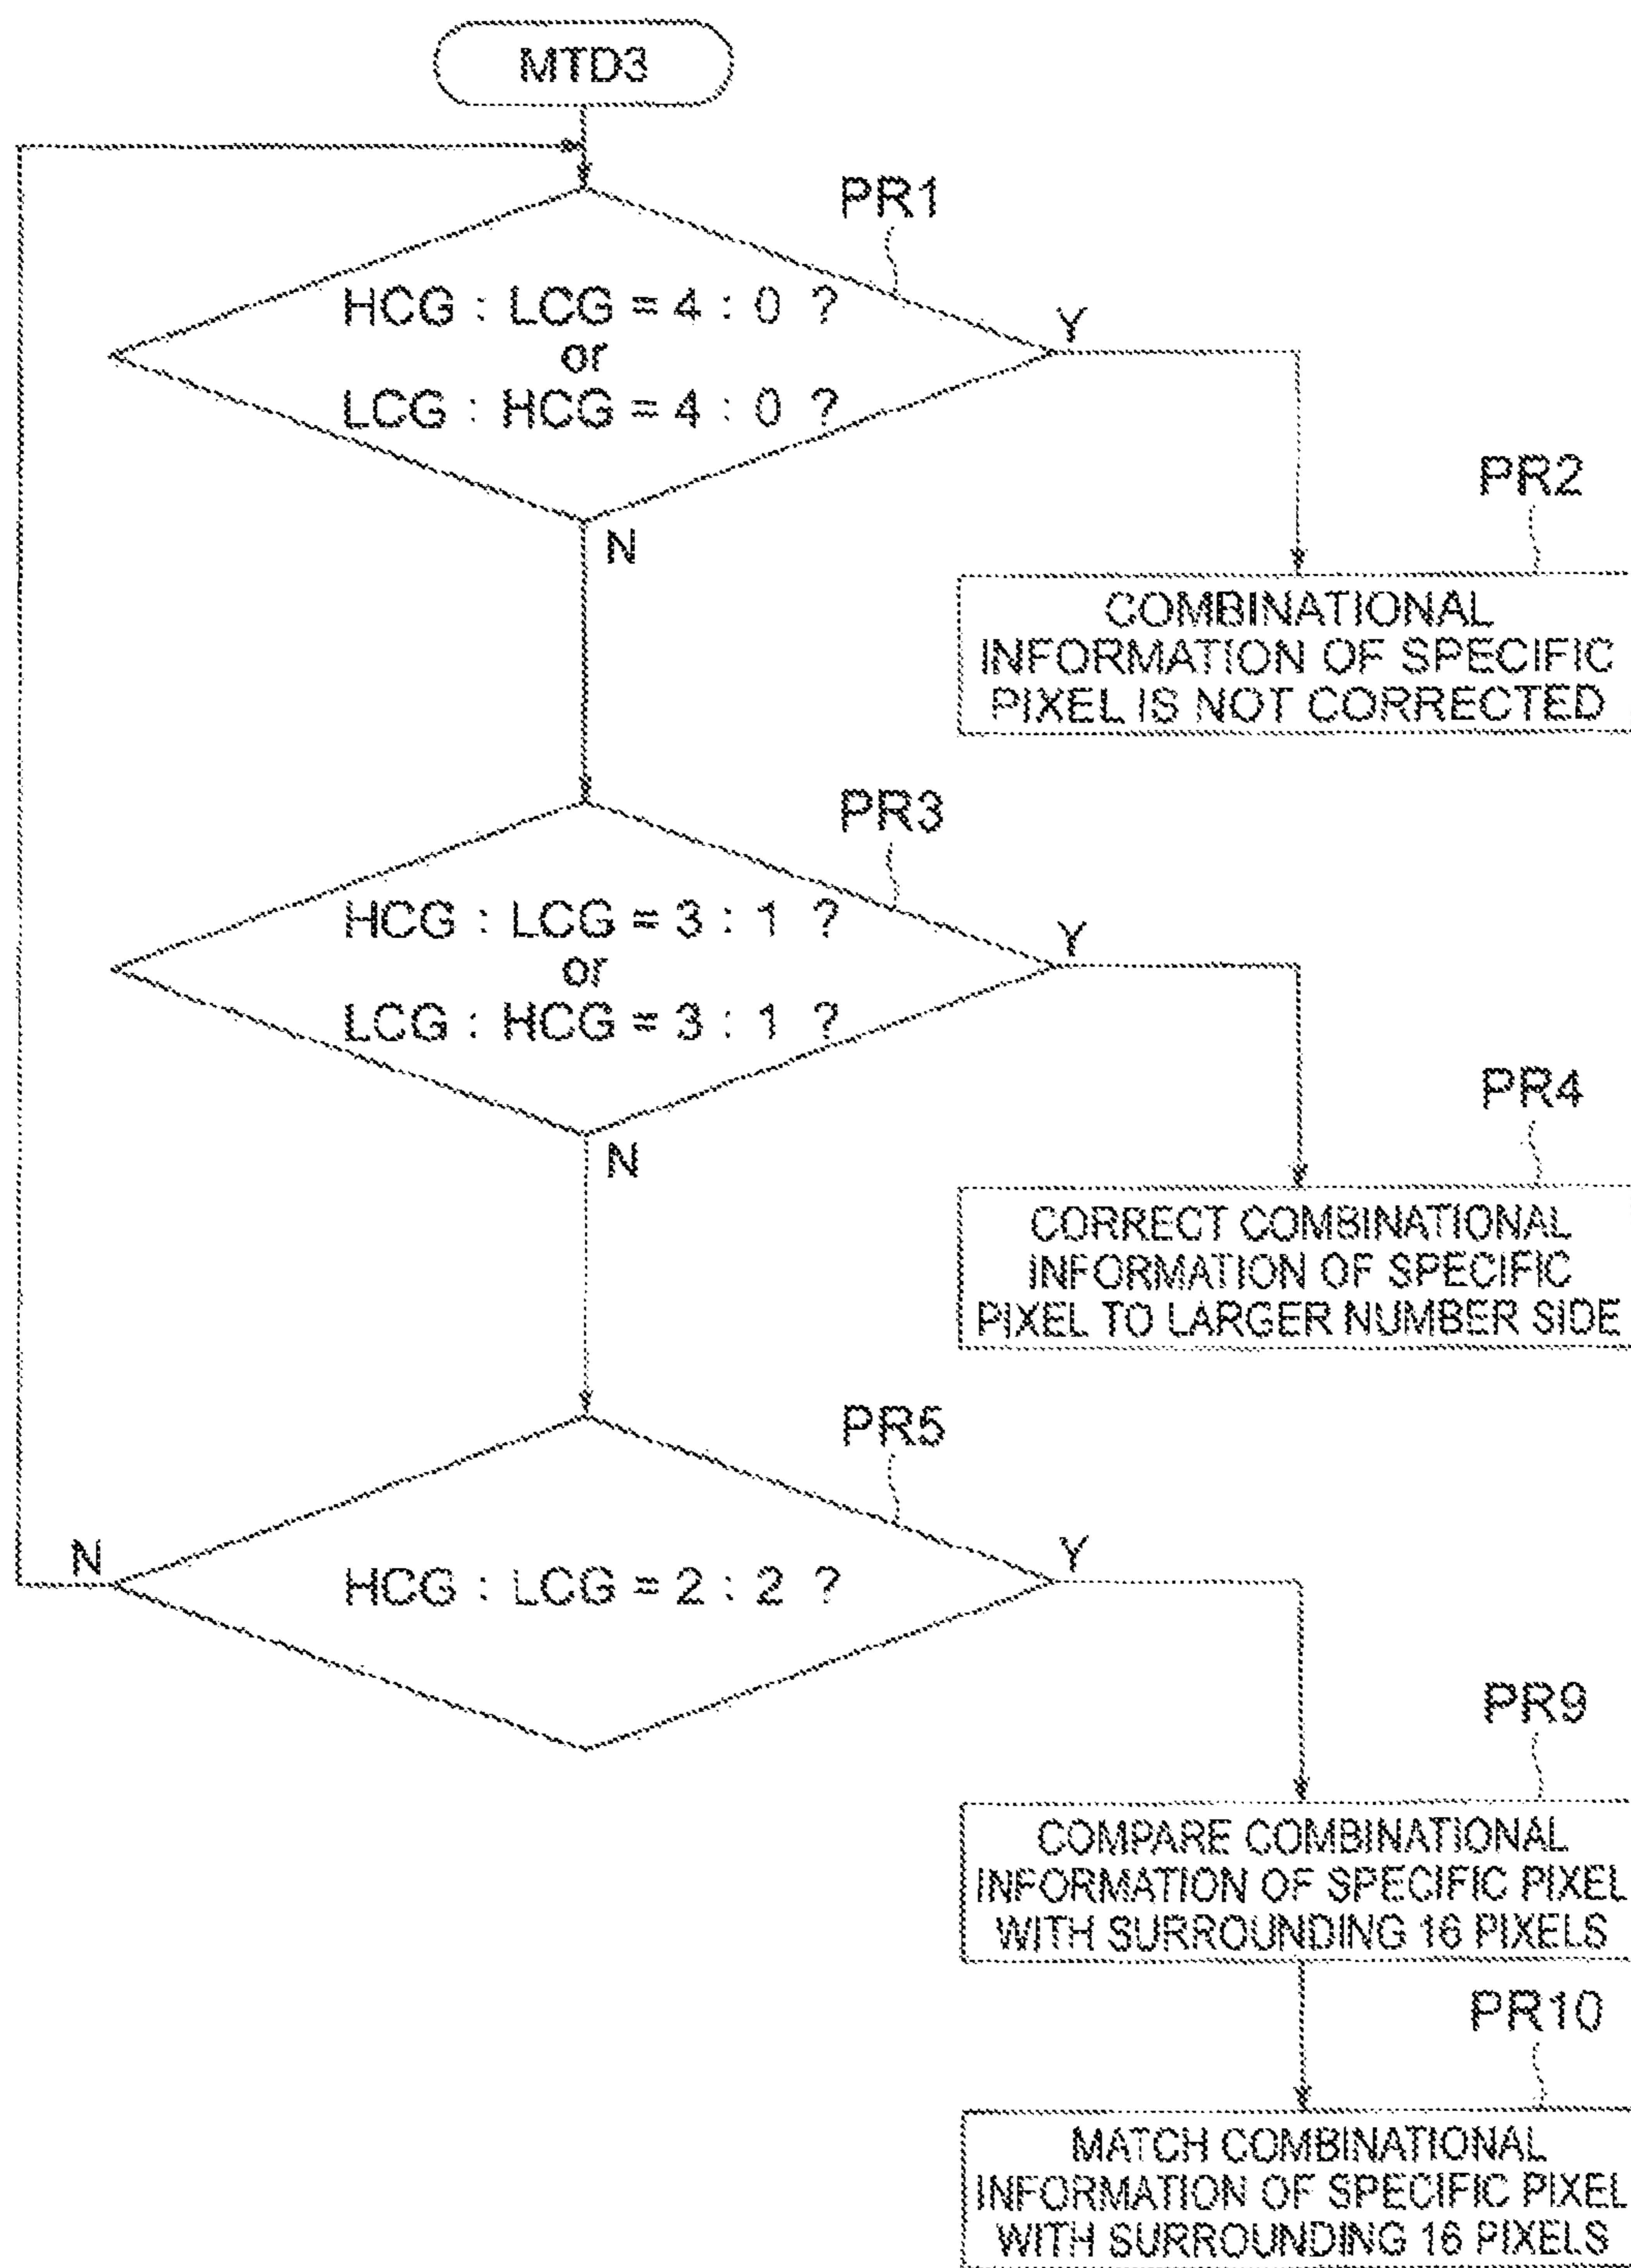 MTD3
PR1
HCG : LCG = 4 : 0 ?
or
LCG : HCG = 4 : 0 ?
Y
N
PR2
COMBINATIONAL
INFORMATION OF SPECIFIC
PIXEL IS NOT CORRECTED
PR3
HCG : LCG = 3 : 1 ?
or
LCG : HCG = 3 : 1 ?
Y
N
PR4
CORRECT COMBINATIONAL
INFORMATION OF SPECIFIC
PIXEL TO LARGER NUMBER SIDE
PR5
N
HCG : LCG = 2 : 2 ?
Y
PR9
COMPARE COMBINATIONAL
INFORMATION OF SPECIFIC PIXEL
WITH SURROUNDING 16 PIXELS
PR10
MATCH COMBINATIONAL
INFORMATION OF SPECIFIC PIXEL
WITH SURROUNDING 16 PIXELS